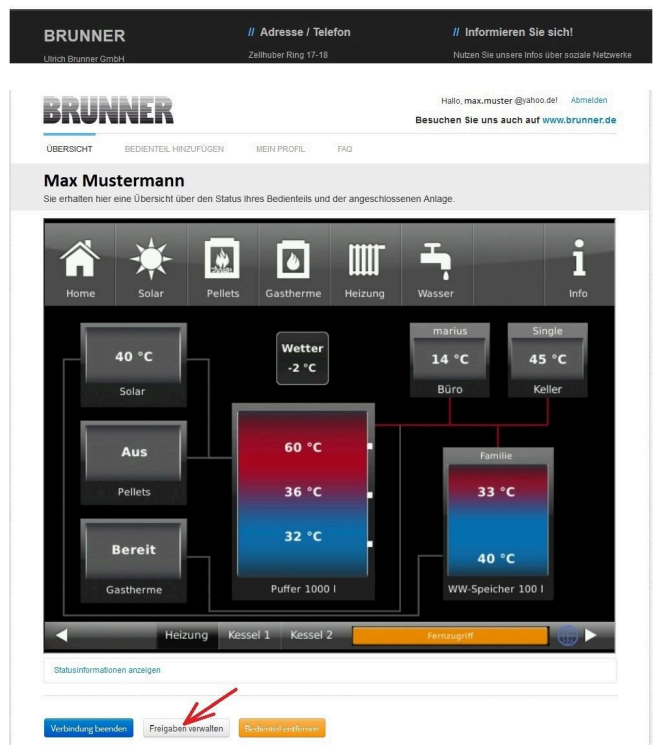 BRUNNER
// Adresse / Telefon
// Informieren Sie sich!
Ulrich Brunner GmbH
Zellhuber Ring 17-18
Nutzen Sie unsere Infos über soziale Netzwerke
BRUNNER
Hallo, max.muster @yahoo.de! Abmelden
Besuchen Sie uns auch auf www.brunner.de
ÜBERSICHT BEDIENTEIL HINZUFÜGEN MEIN PROFIL FAQ
Max Mustermann
Sie erhalten hier eine Übersicht über den Status Ihres Bedienteils und der angeschlossenen Anlage.
Home Solar Pellets Gastherme Heizung Wasser Info
marius
Single
40 °C
Solar
Wetter
-2 °C
14 °C
Büro
45 °C
Keller
Aus
Pellets
60 °C
36 °C
32 °C
Puffer 1000 l
Familie
33 °C
40 °C
WW-Speicher 100 l
Bereit
Gastherme
Heizung Kessel 1 Kessel 2 Fernzugriff
Statusinformationen anzeigen
Verbindung beenden Freigaben verwalten Bedienteil entfernen